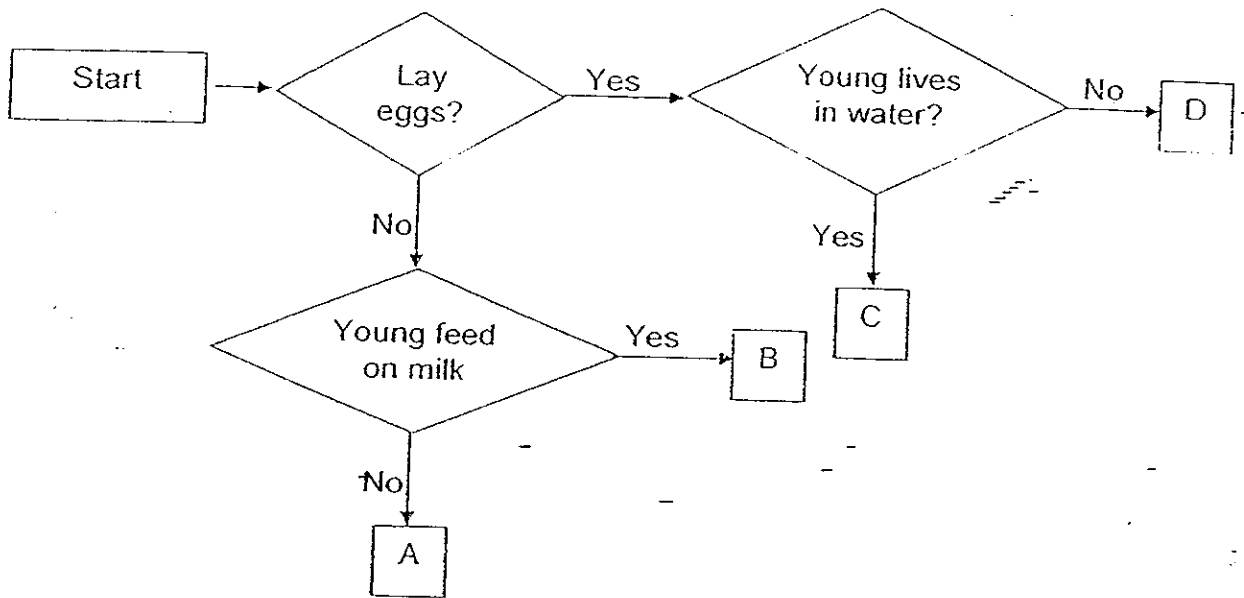 Start
Lay
eggs?
Yes
Young lives
in water?
No
D
No
Yes
C
Young feed
on milk
Yes
B
No
A